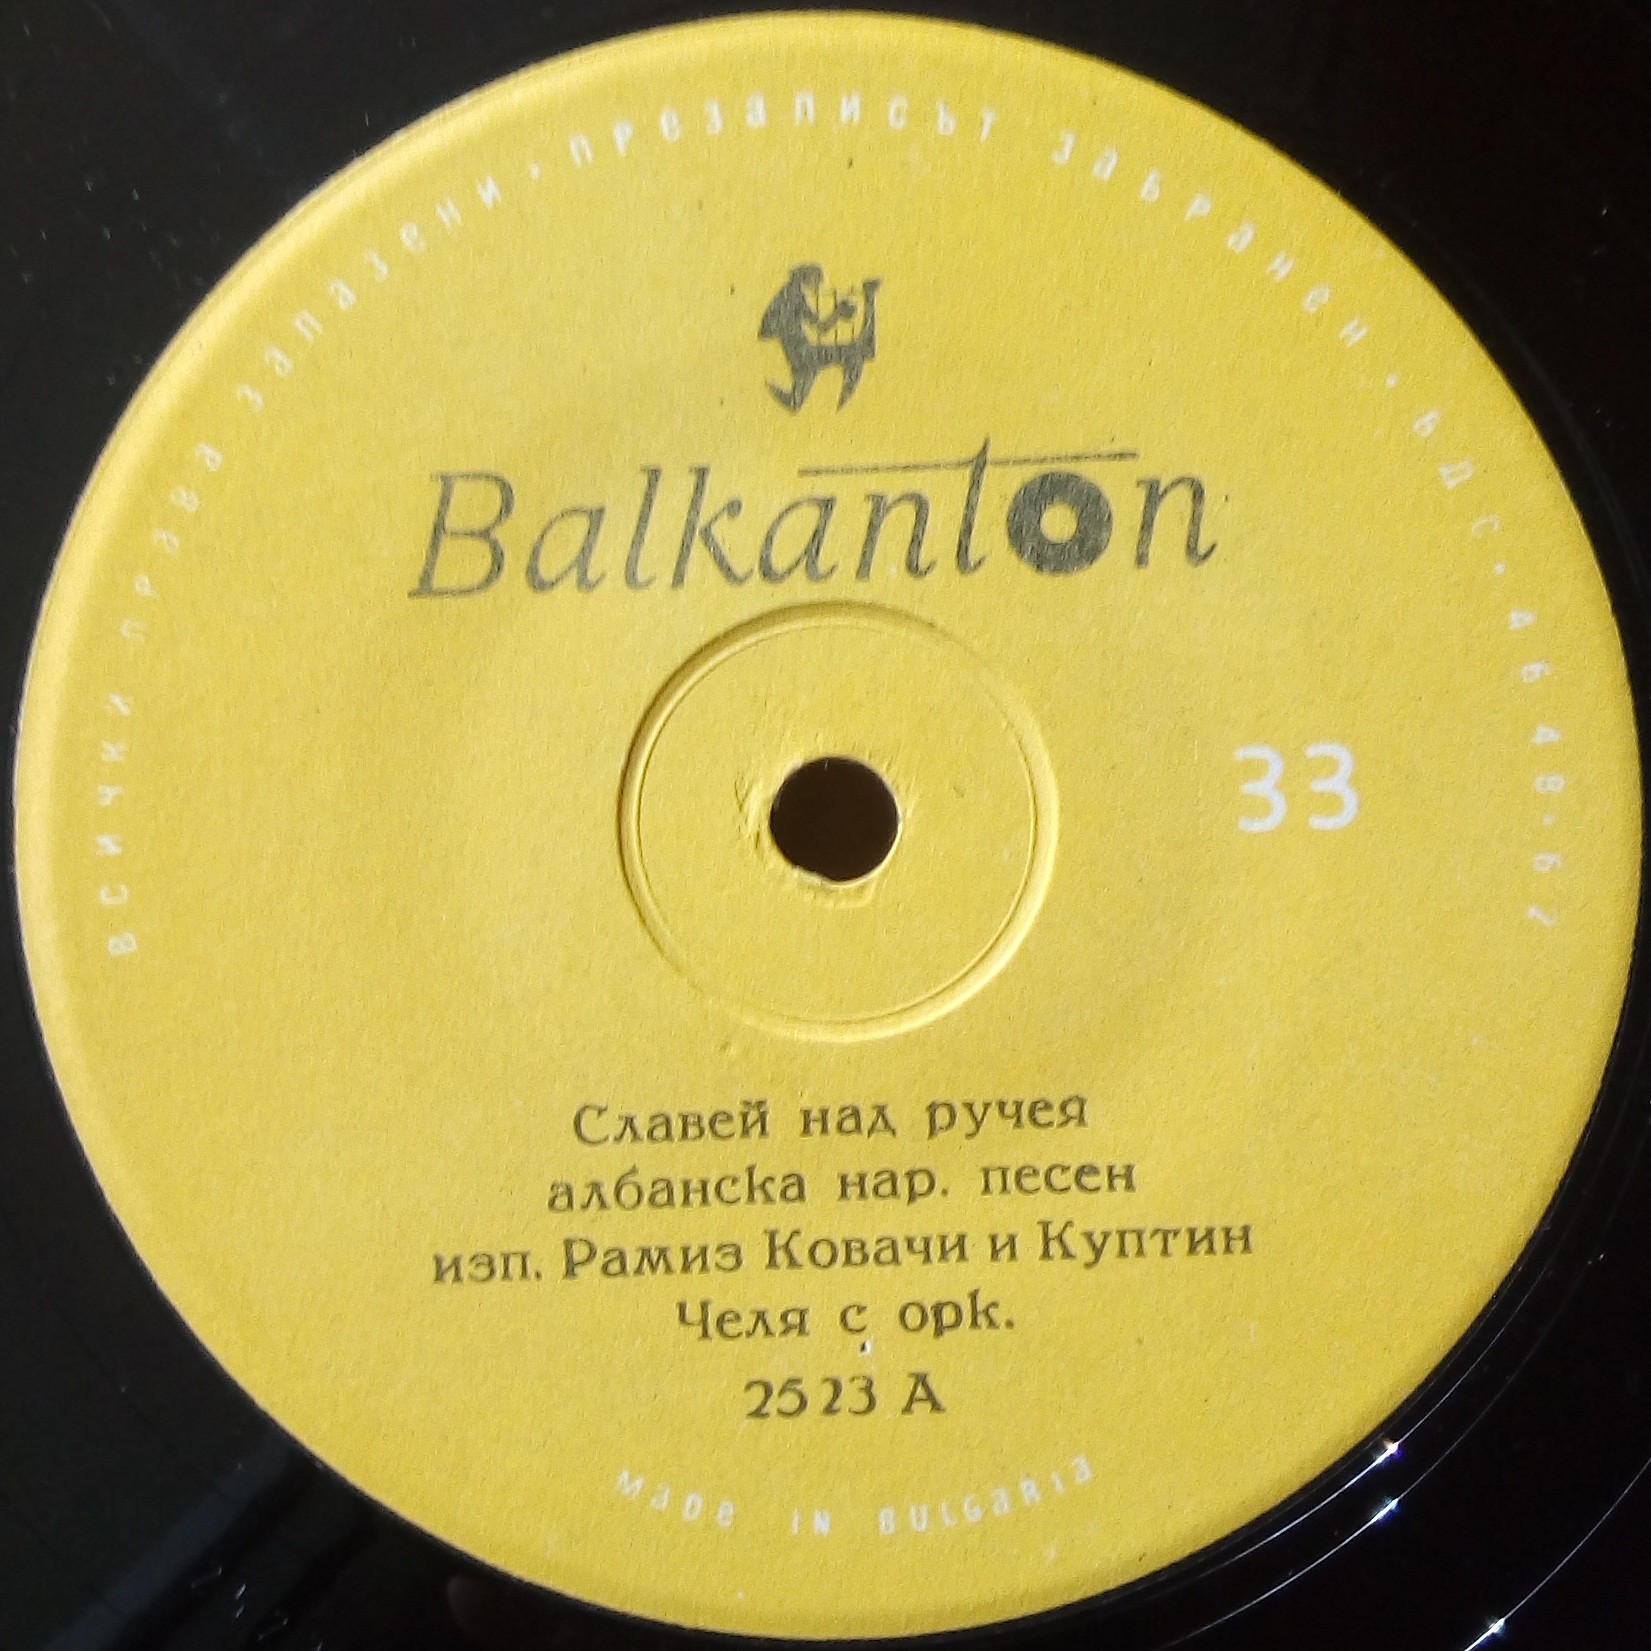 всички права запазени · презаписът забранен · БДС · 4648 · 62
Balkanton
33
Славей над ручея
албанска нар. песен
изп. Рамиз Ковачи и Куптин
Челя с орк.
2523 А
MADE IN BULGARIA